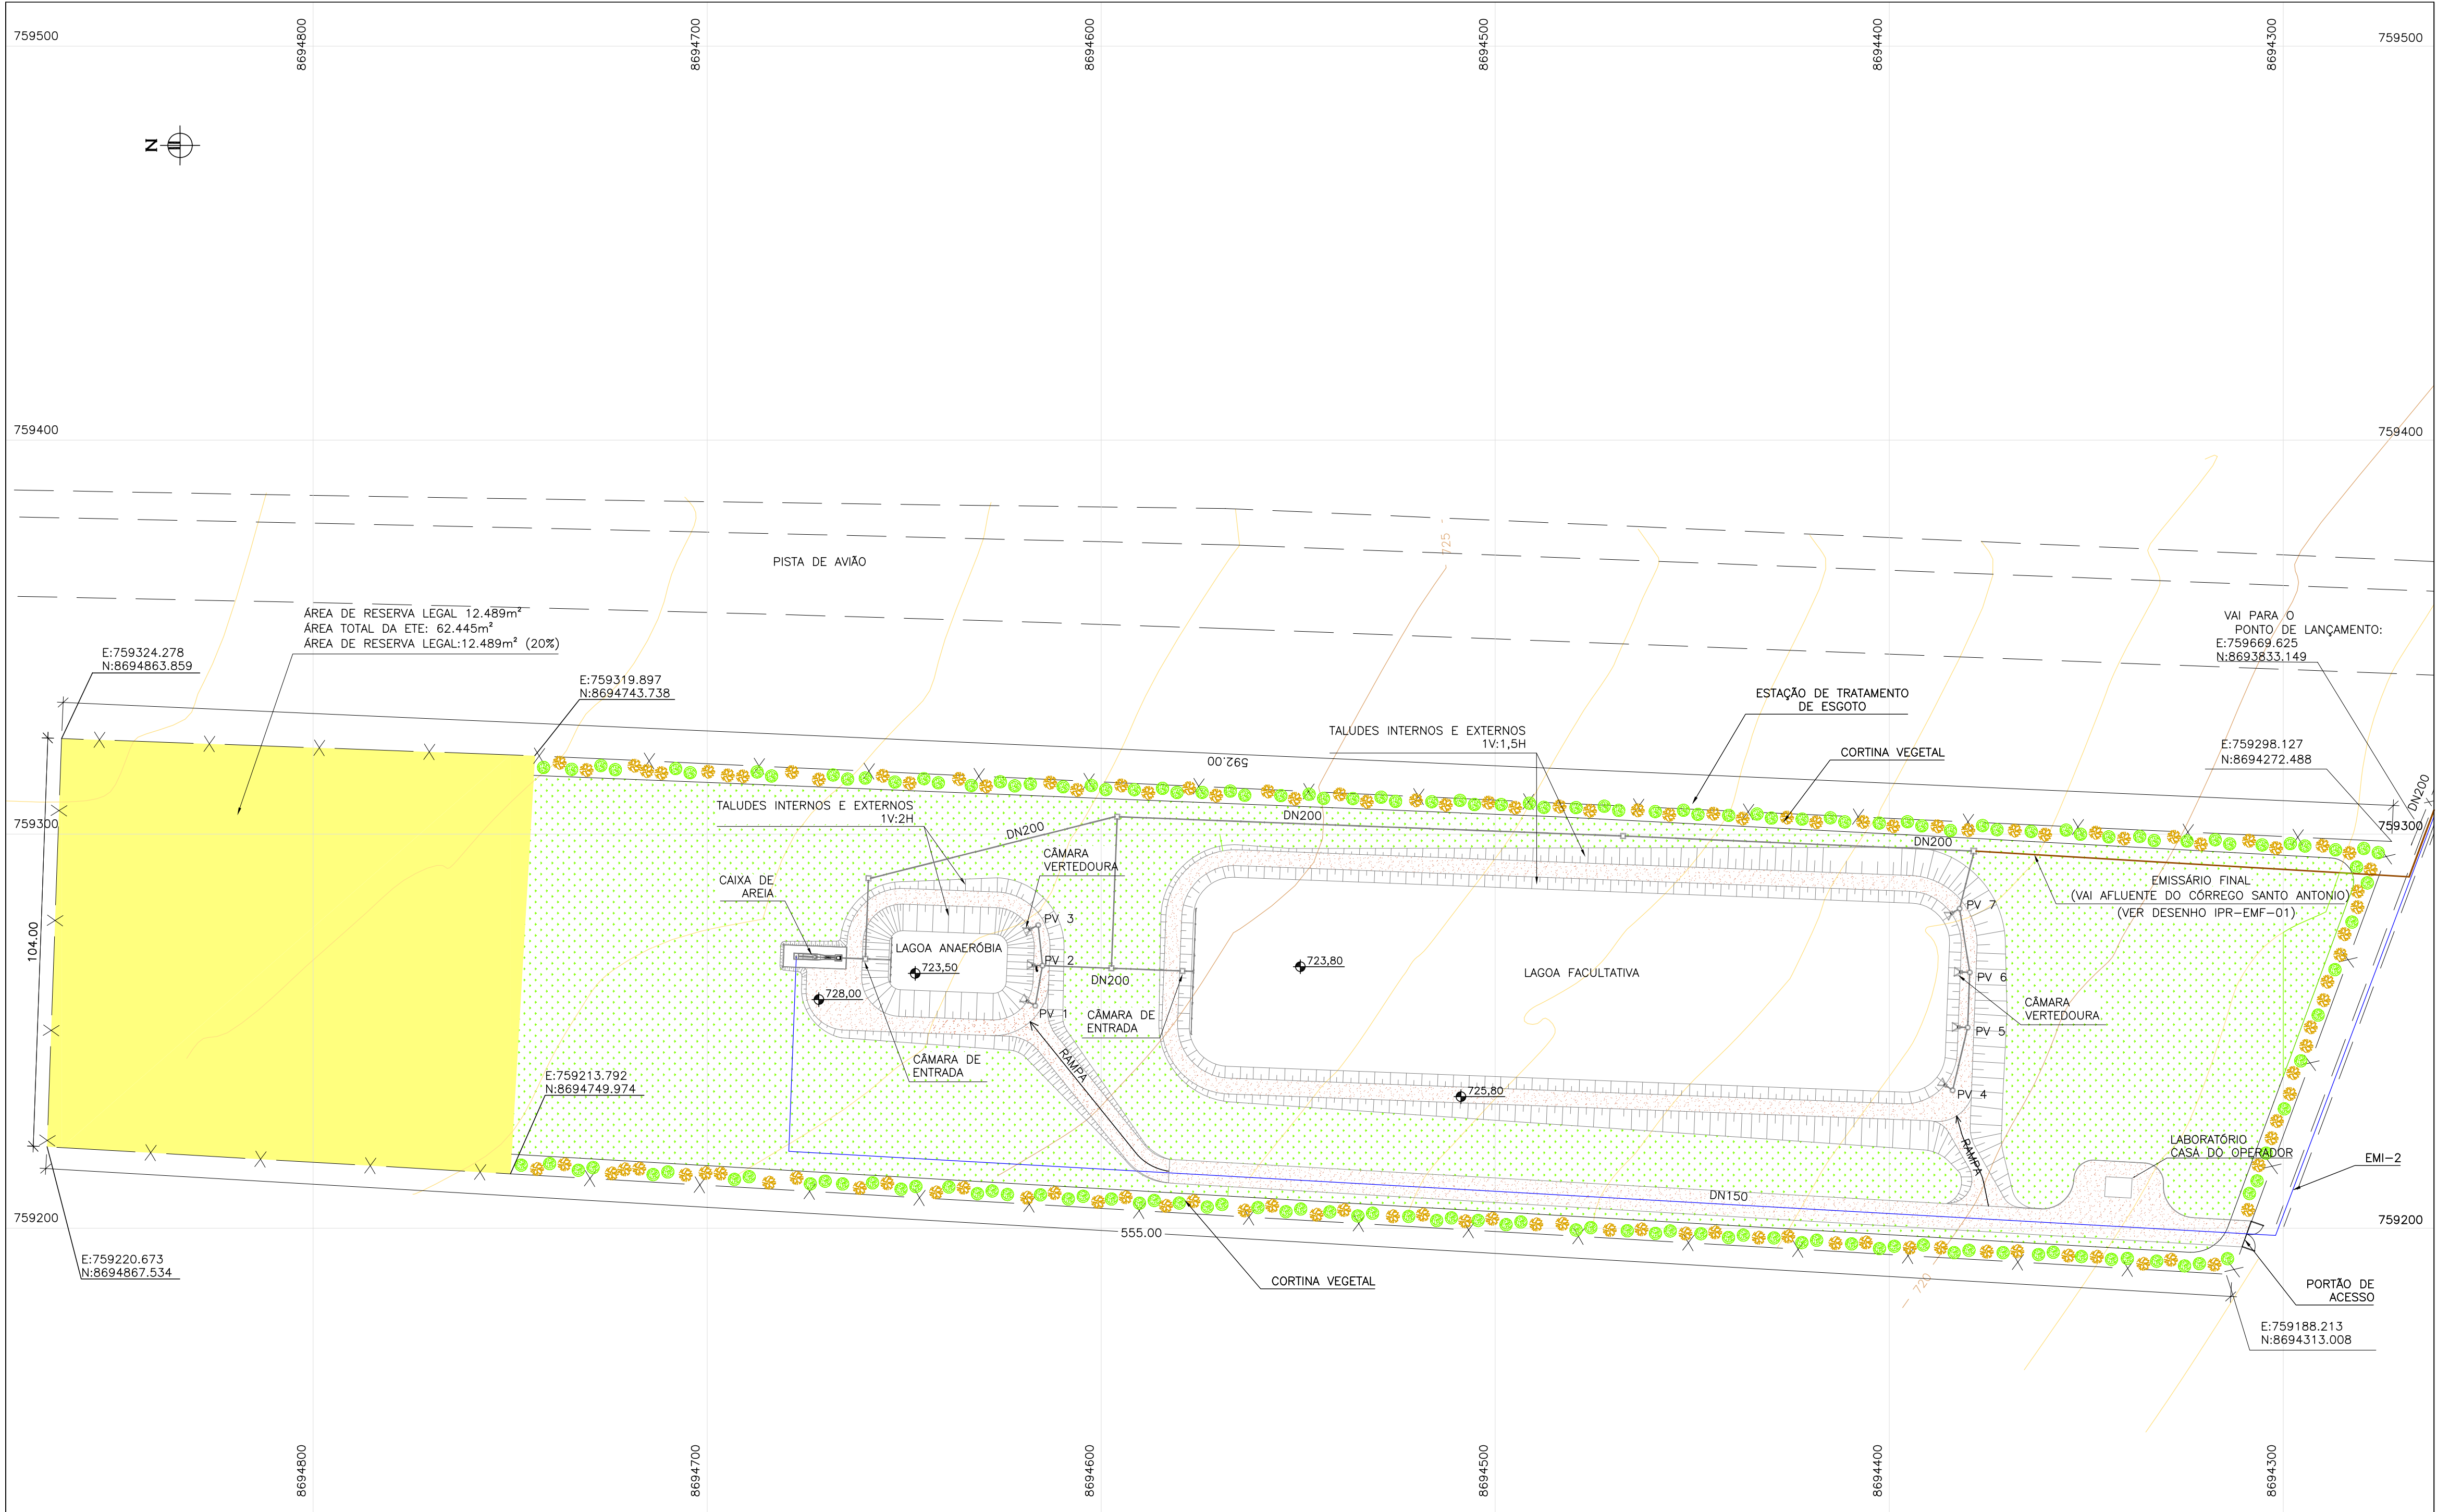 759500
8694800
8694700
8694600
8694500
8694400
8694300
759500
N
759400
759400
725
PISTA DE AVIÃO
ÁREA DE RESERVA LEGAL 12.489m²
ÁREA TOTAL DA ETE: 62.445m²
ÁREA DE RESERVA LEGAL:12.489m² (20%)
VAI PARA O
PONTO DE LANÇAMENTO:
E:759669.625
N:8693833.149
E:759324.278
N:8694863.859
E:759319.897
N:8694743.738
ESTAÇÃO DE TRATAMENTO
DE ESGOTO
TALUDES INTERNOS E EXTERNOS
1V:1,5H
CORTINA VEGETAL
E:759298.127
N:8694272.488
592.00
DN200
TALUDES INTERNOS E EXTERNOS
1V:2H
DN200
DN200
DN200
759300
759300
CÂMARA
VERTEDOURA
CAIXA DE
AREIA
EMISSÁRIO FINAL
(VAI AFLUENTE DO CÓRREGO SANTO ANTONIO)
(VER DESENHO IPR-EMF-01)
PV 3
PV 7
104.00
LAGOA ANAERÓBIA
PV 2
723,50
DN200
723,80
LAGOA FACULTATIVA
PV 6
728,00
PV 1
CÂMARA DE
ENTRADA
CÂMARA
VERTEDOURA
PV 5
CÂMARA DE
ENTRADA
RAMPA
E:759213.792
N:8694749.974
725,80
PV 4
RAMPA
LABORATÓRIO
CASA DO OPERADOR
EMI-2
DN150
759200
759200
555.00
E:759220.673
N:8694867.534
CORTINA VEGETAL
720
PORTÃO DE
ACESSO
E:759188.213
N:8694313.008
8694800
8694700
8694600
8694500
8694400
8694300